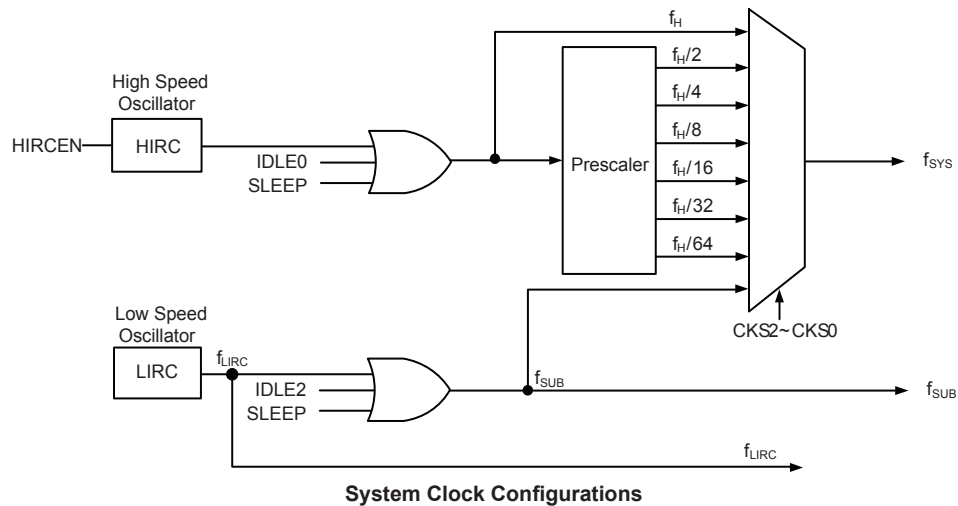 f_H
f_H/2
High Speed
Oscillator
f_H/4
HIRCEN
HIRC
f_H/8
IDLE0
SLEEP
Prescaler
f_H/16
f_SYS
f_H/32
f_H/64
Low Speed
Oscillator
CKS2~CKS0
LIRC
f_LIRC
IDLE2
SLEEP
f_SUB
f_SUB
f_LIRC
System Clock Configurations